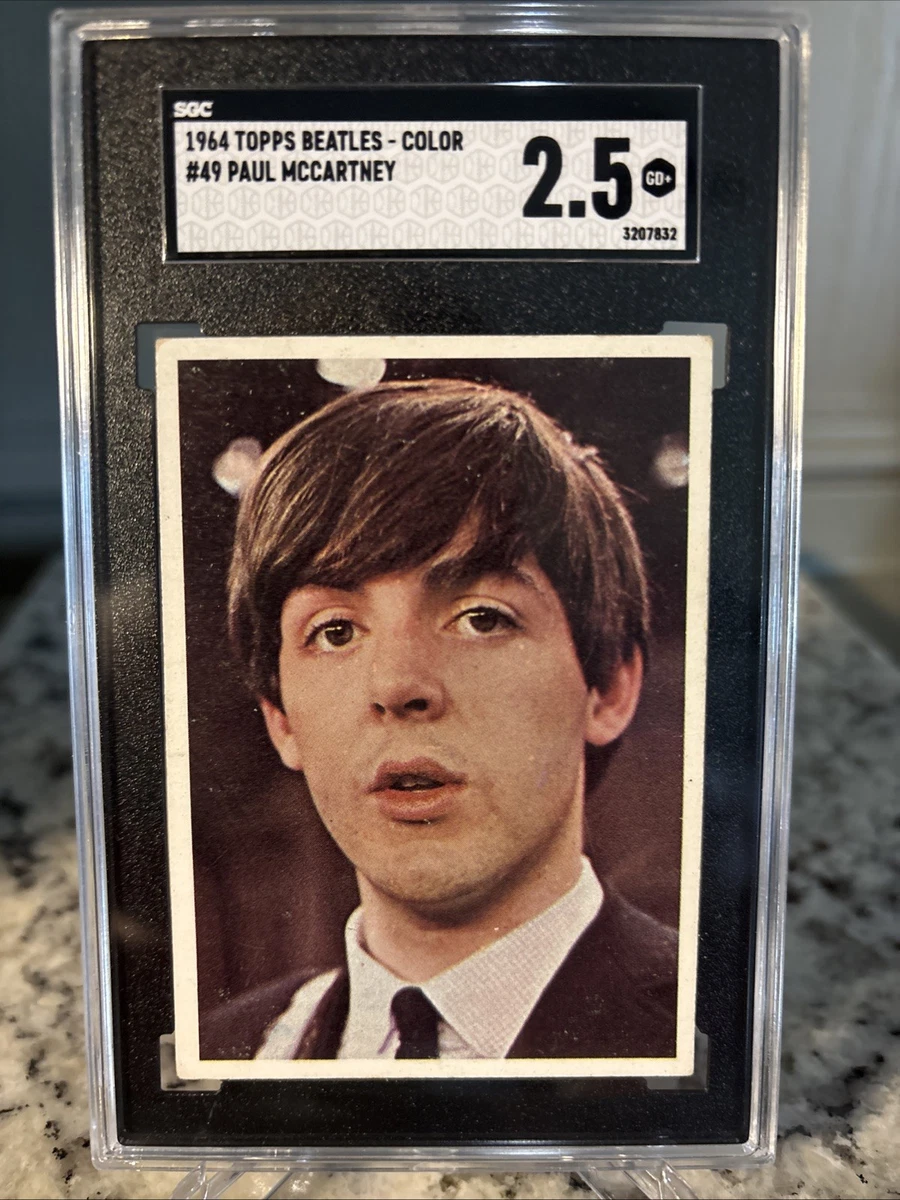 SGC
1964 TOPPS BEATLES - COLOR
#49 PAUL MCCARTNEY
2.5 GD+
3207832